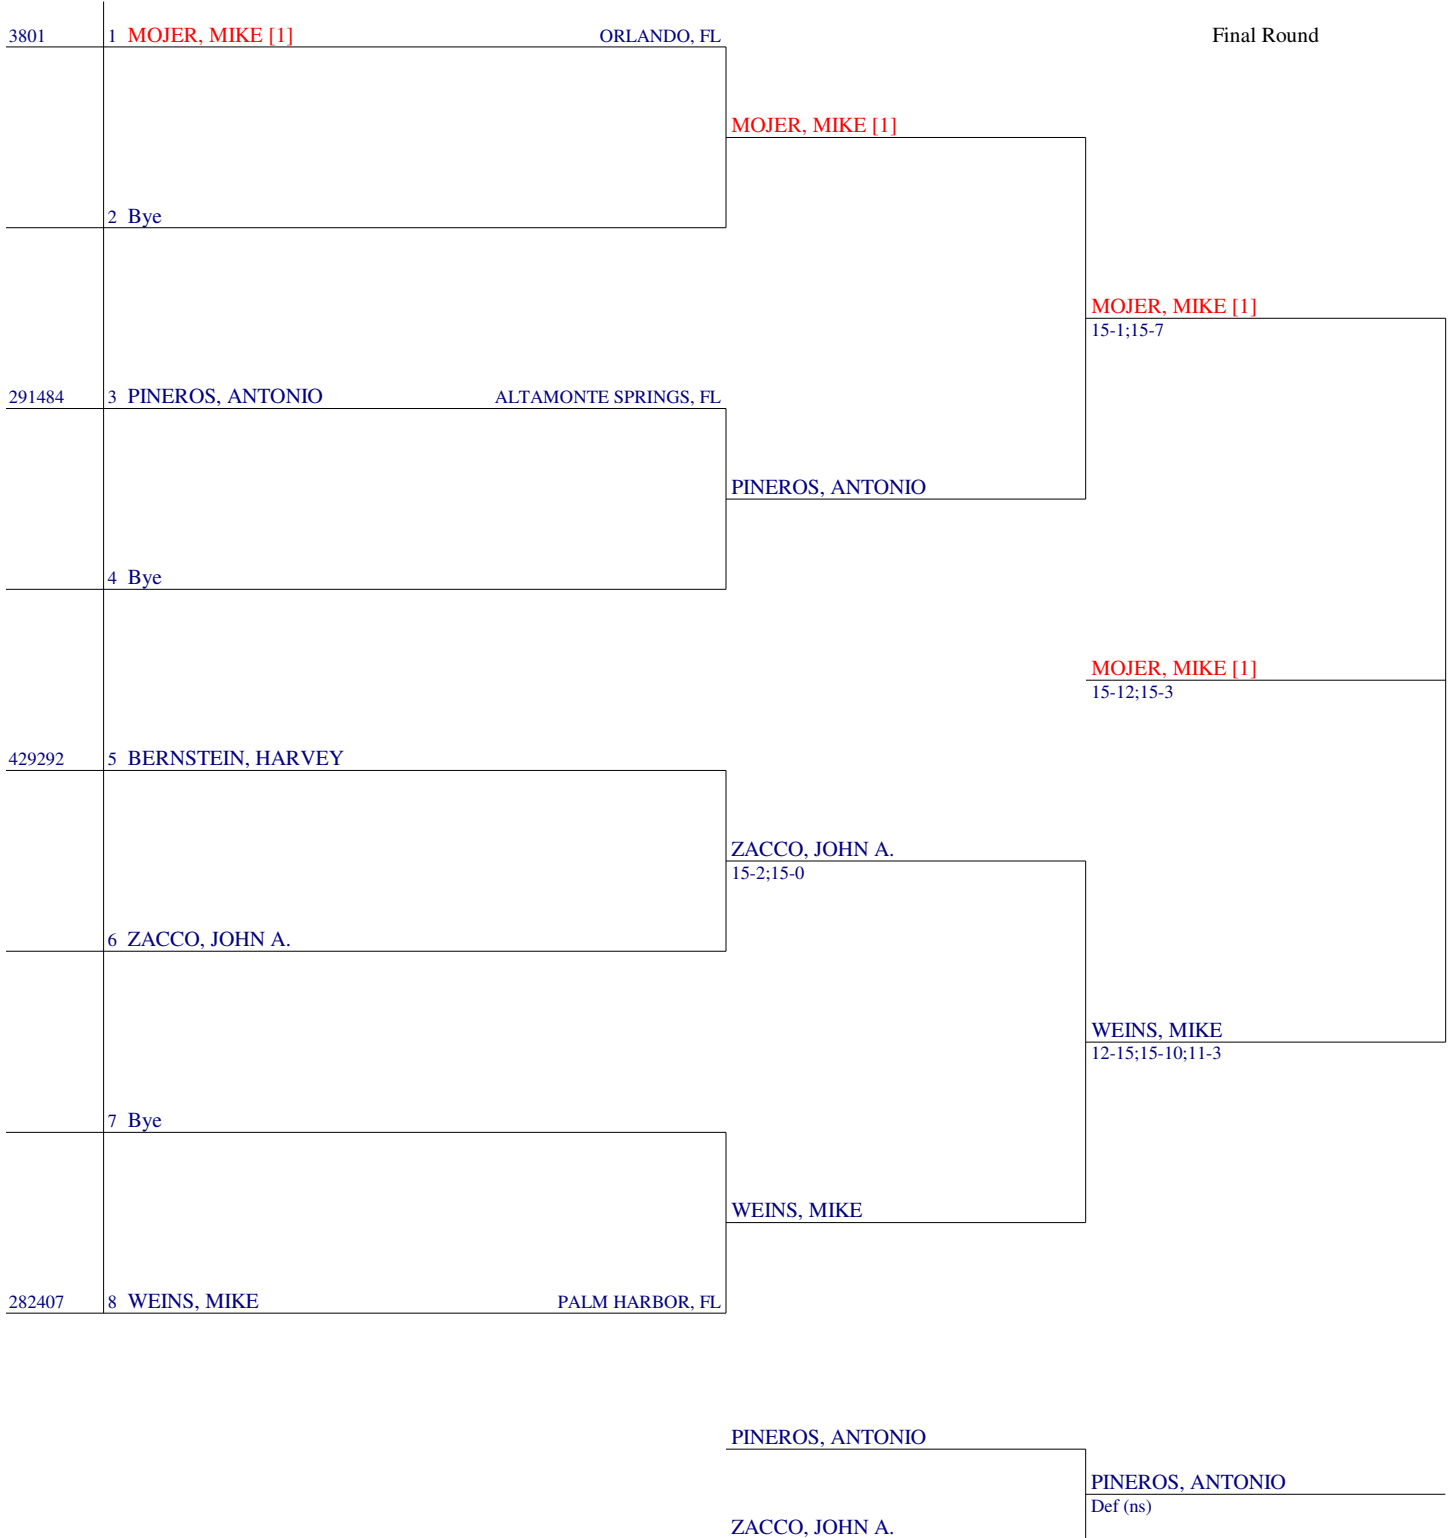 3801 1 MOJER, MIKE [1] ORLANDO, FL Final Round
MOJER, MIKE [1]
2 Bye
MOJER, MIKE [1]
15-1;15-7
291484 3 PINEROS, ANTONIO ALTAMONTE SPRINGS, FL
PINEROS, ANTONIO
4 Bye
MOJER, MIKE [1]
15-12;15-3
429292 5 BERNSTEIN, HARVEY
ZACCO, JOHN A.
15-2;15-0
6 ZACCO, JOHN A.
WEINS, MIKE
12-15;15-10;11-3
7 Bye
WEINS, MIKE
282407 8 WEINS, MIKE PALM HARBOR, FL
PINEROS, ANTONIO
PINEROS, ANTONIO
Def (ns)
ZACCO, JOHN A.